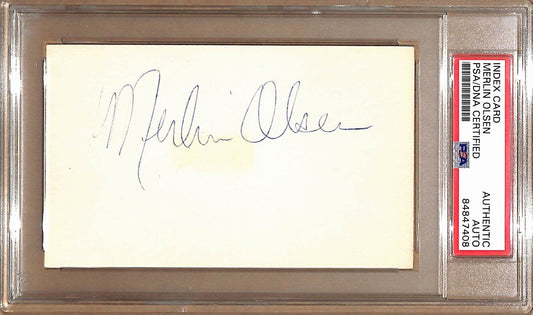 Merlin Olsen
INDEX CARD
MERLIN OLSEN
PSA/DNA CERTIFIED
PSA
AUTHENTIC
AUTO
84847408